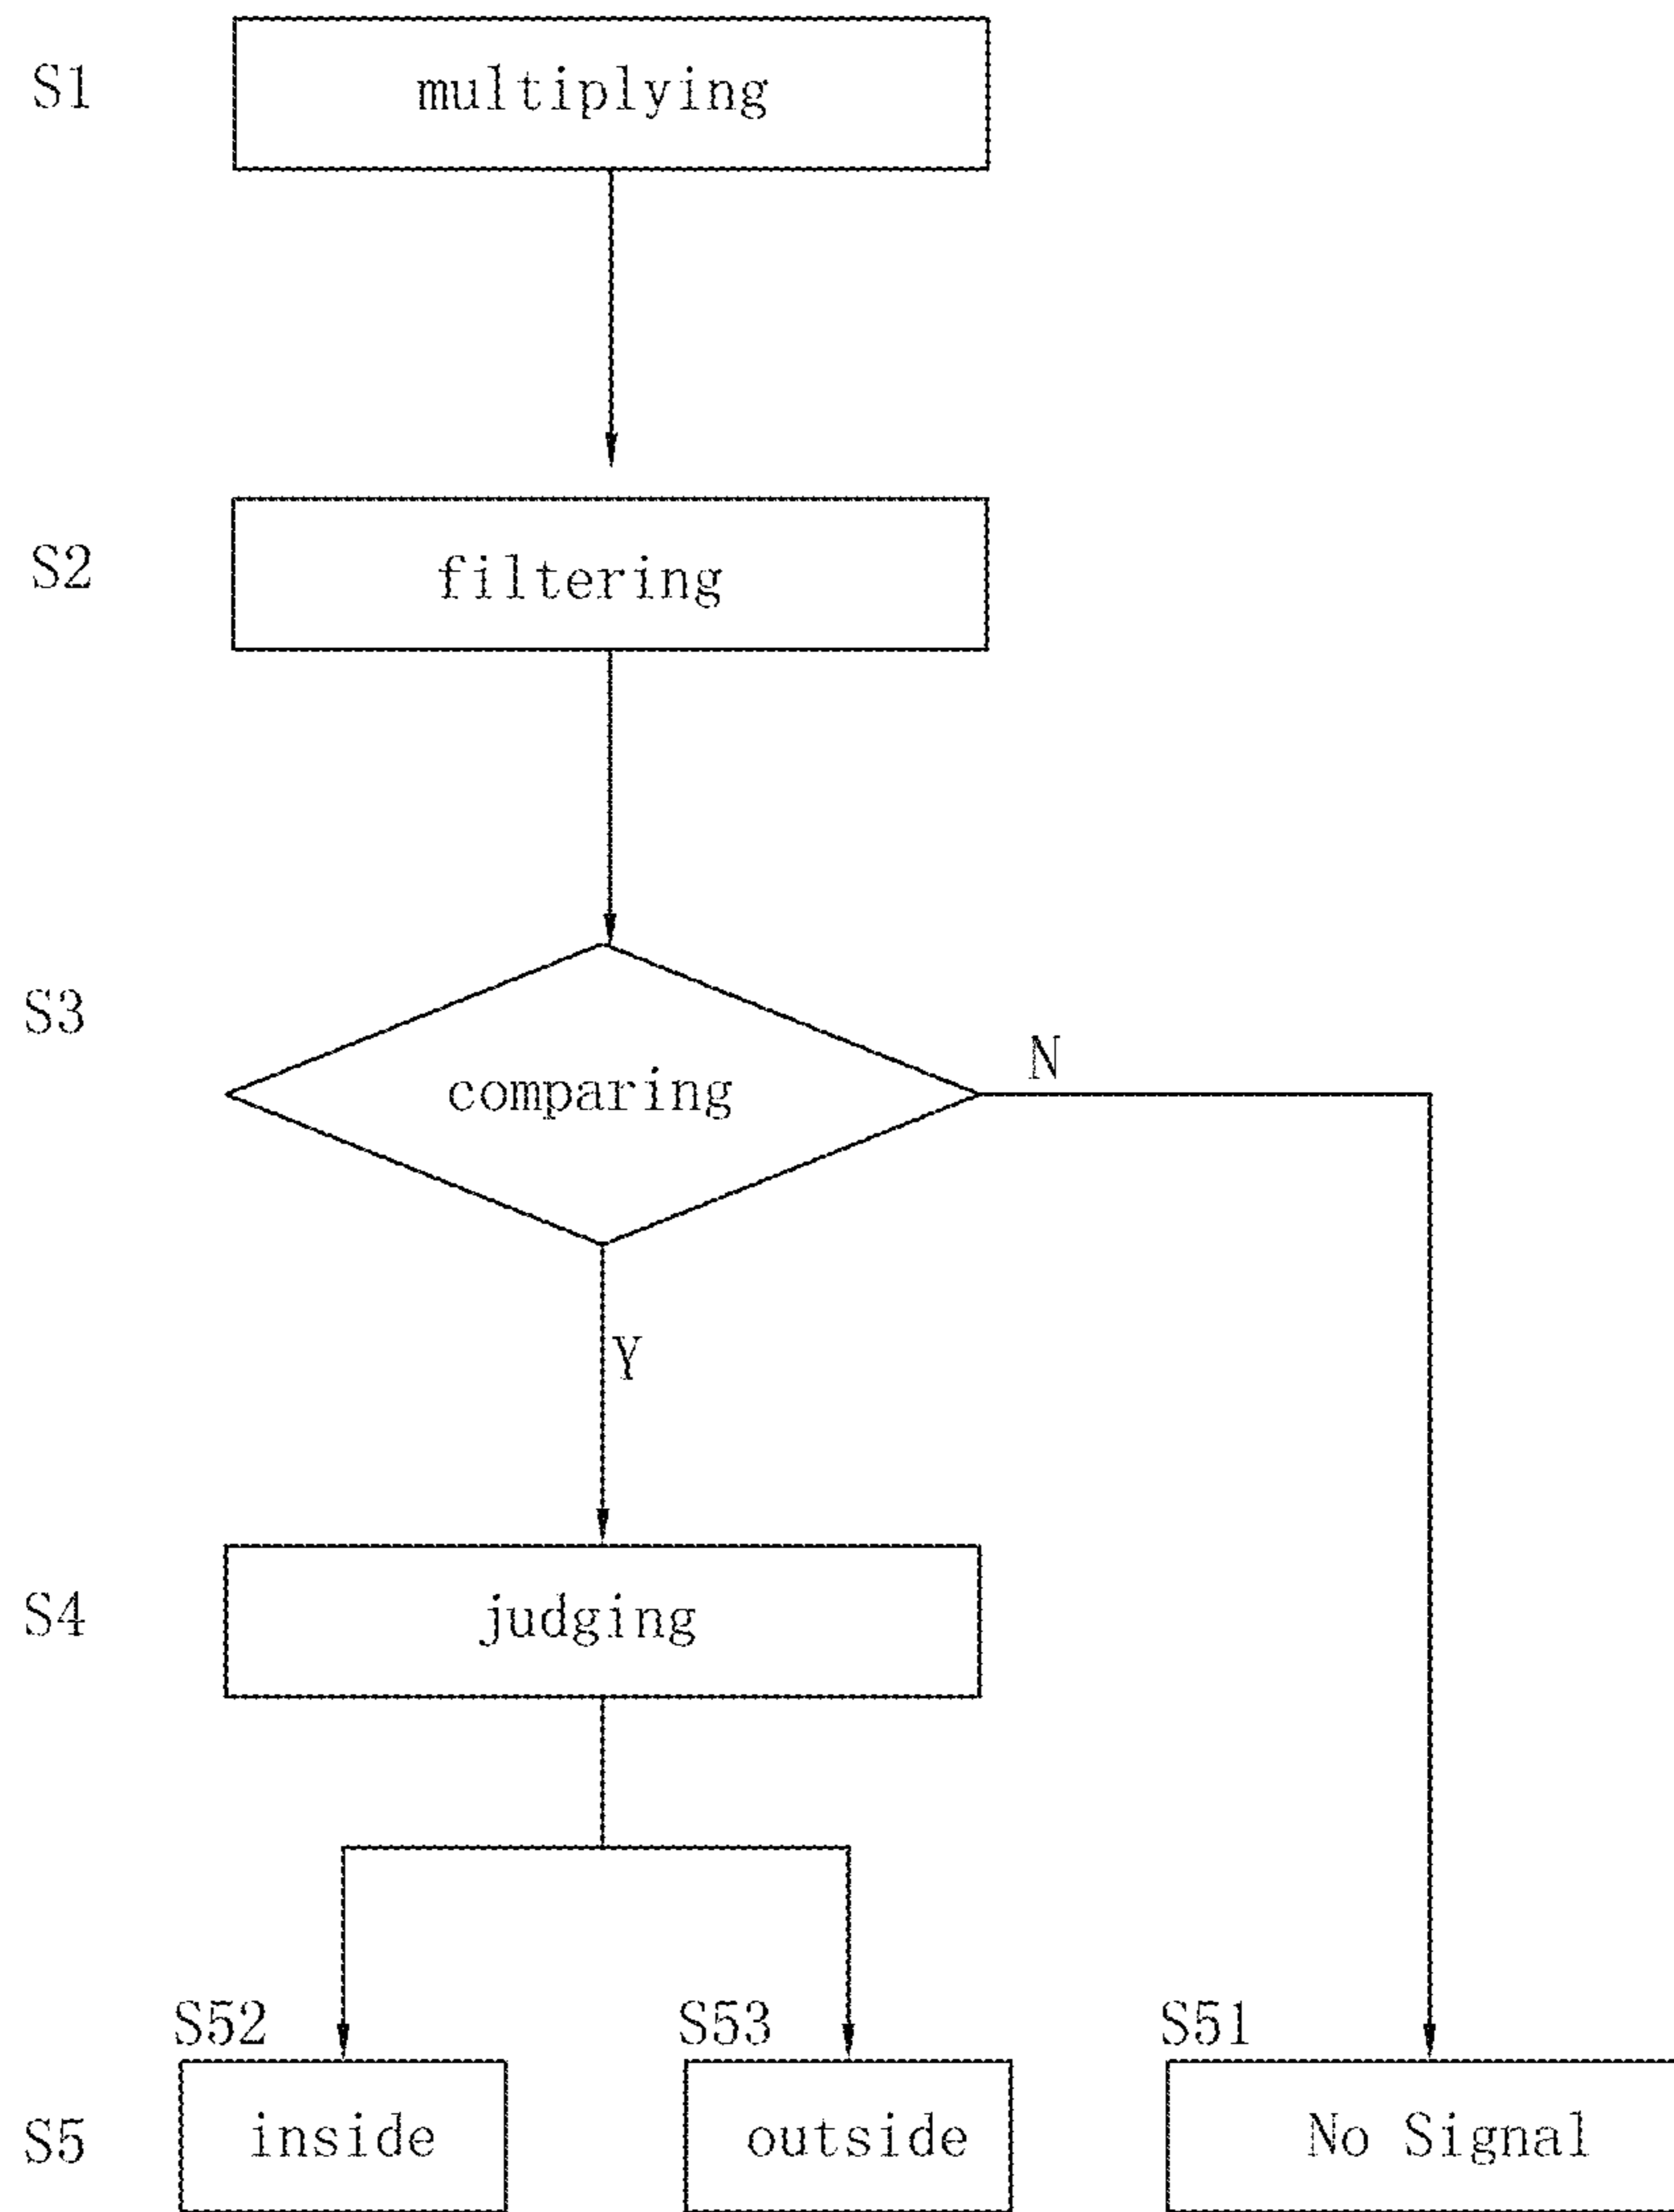 S1
multiplying
S2
filtering
S3
comparing
N
Y
S4
judging
S52
S53
S51
S5
inside
outside
No Signal